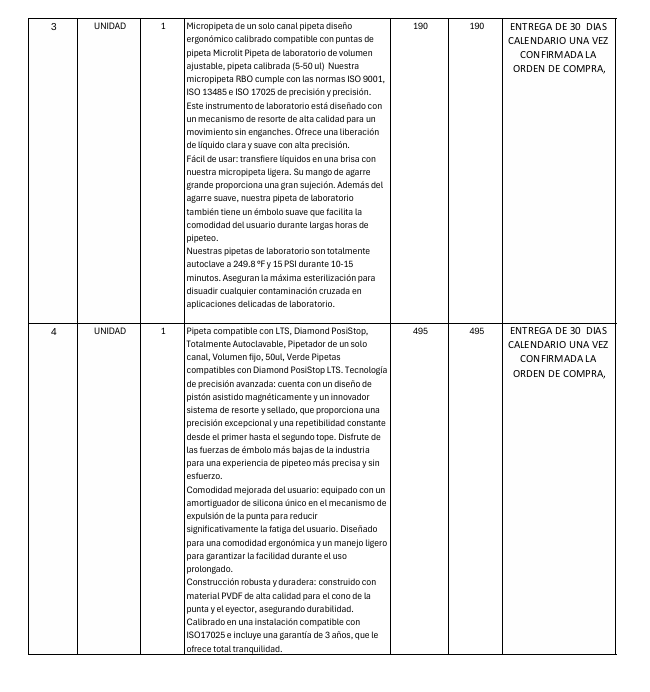 3
UNIDAD
1
Micropipeta de un solo canal pipeta diseño
ergonómico calibrado compatible con puntas de
pipeta Microlit Pipeta de laboratorio de volumen
ajustable, pipeta calibrada (5-50 ul) Nuestra
micropipeta RBO cumple con las normas ISO 9001,
ISO 13485 e ISO 17025 de precisión y precisión.
Este instrumento de laboratorio está diseñado con
un mecanismo de resorte de alta calidad para un
movimiento sin enganches. Ofrece una liberación
de líquido clara y suave con alta precisión.
Fácil de usar: transfiere líquidos en una brisa con
nuestra micropipeta ligera. Su mango de agarre
grande proporciona una gran sujeción. Además del
agarre suave, nuestra pipeta de laboratorio
también tiene un émbolo suave que facilita la
comodidad del usuario durante largas horas de
pipeteo.
Nuestras pipetas de laboratorio son totalmente
autoclave a 249.8 °F y 15 PSI durante 10-15
minutos. Aseguran la máxima esterilización para
disuadir cualquier contaminación cruzada en
aplicaciones delicadas de laboratorio.
190
190
ENTREGA DE 30 DIAS
CALENDARIO UNA VEZ
CONFIRMADA LA
ORDEN DE COMPRA,
4
UNIDAD
1
Pipeta compatible con LTS, Diamond PosiStop,
Totalmente Autoclavable, Pipetador de un solo
canal, Volumen fijo, 50ul, Verde Pipetas
compatibles con Diamond PosiStop LTS. Tecnología
de precisión avanzada: cuenta con un diseño de
pistón asistido magnéticamente y un innovador
sistema de resorte y sellado, que proporciona una
precisión excepcional y una repetibilidad constante
desde el primer hasta el segundo tope. Disfrute de
las fuerzas de émbolo más bajas de la industria
para una experiencia de pipeteo más precisa y sin
esfuerzo.
Comodidad mejorada del usuario: equipado con un
amortiguador de silicona único en el mecanismo de
expulsión de la punta para reducir
significativamente la fatiga del usuario. Diseñado
para una comodidad ergonómica y un manejo ligero
para garantizar la facilidad durante el uso
prolongado.
Construcción robusta y duradera: construido con
material PVDF de alta calidad para el cono de la
punta y el eyector, asegurando durabilidad.
Calibrado en una instalación compatible con
ISO17025 e incluye una garantía de 3 años, que le
ofrece total tranquilidad.
495
495
ENTREGA DE 30 DIAS
CALENDARIO UNA VEZ
CONFIRMADA LA
ORDEN DE COMPRA,